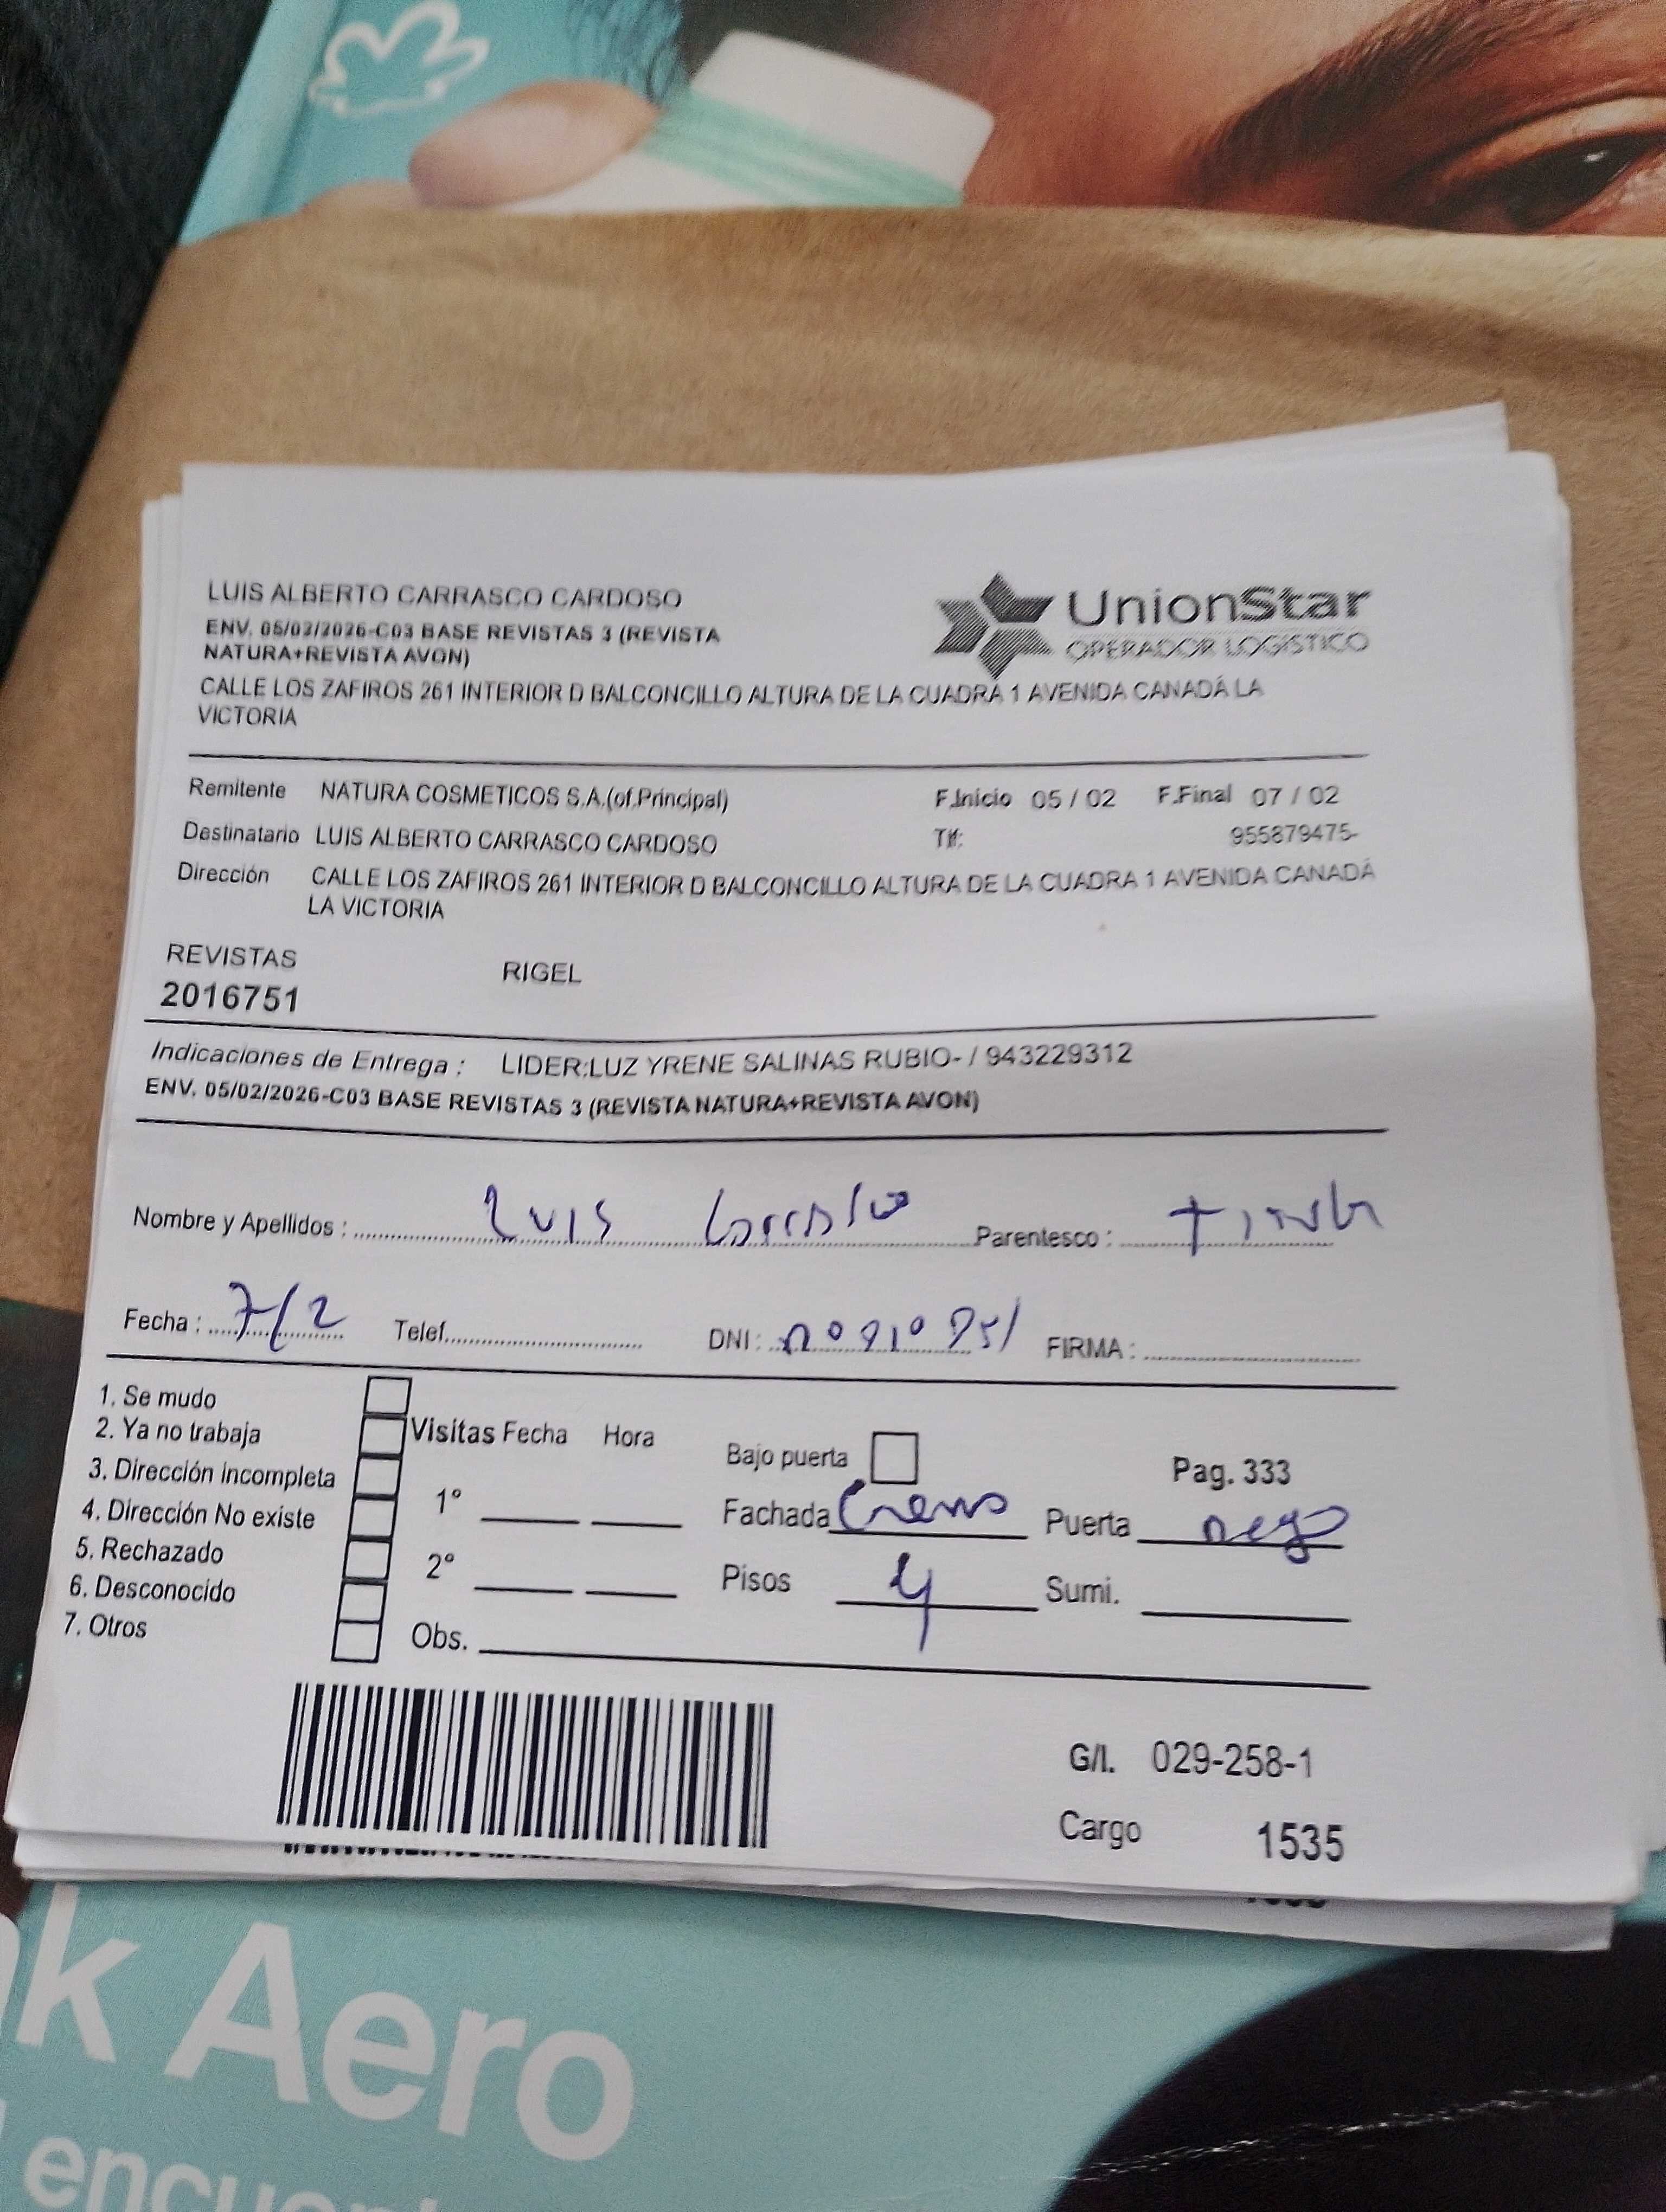 LUIS ALBERTO CARRASCO CARDOSO
ENV. 05/02/2026-C03 BASE REVISTAS 3 (REVISTA
NATURA+REVISTA AVON)
UnionStar
OPERADOR LOGÍSTICO
CALLE LOS ZAFIROS 261 INTERIOR D BALCONCILLO ALTURA DE LA CUADRA 1 AVENIDA CANADÁ LA
VICTORIA
Remitente NATURA COSMETICOS S.A.(of.Principal) F.Inicio 05 / 02 F.Final 07 / 02
Destinatario LUIS ALBERTO CARRASCO CARDOSO Tlf: 955879475-
Dirección CALLE LOS ZAFIROS 261 INTERIOR D BALCONCILLO ALTURA DE LA CUADRA 1 AVENIDA CANADÁ
LA VICTORIA
REVISTAS RIGEL
2016751
Indicaciones de Entrega : LIDER:LUZ YRENE SALINAS RUBIO- / 943229312
ENV. 05/02/2026-C03 BASE REVISTAS 3 (REVISTA NATURA+REVISTA AVON)
Nombre y Apellidos : Luis Carrasco Parentesco :
Fecha : 7/2 Telef. DNI: FIRMA :
1. Se mudo
2. Ya no trabaja
3. Dirección incompleta
4. Dirección No existe
5. Rechazado
6. Desconocido
7. Otros
Visitas Fecha Hora
1°
2°
Obs.
Bajo puerta Pag. 333
Fachada Crema Puerta negro
Pisos 4 Sumi.
G/I. 029-258-1
Cargo 1535
k Aero